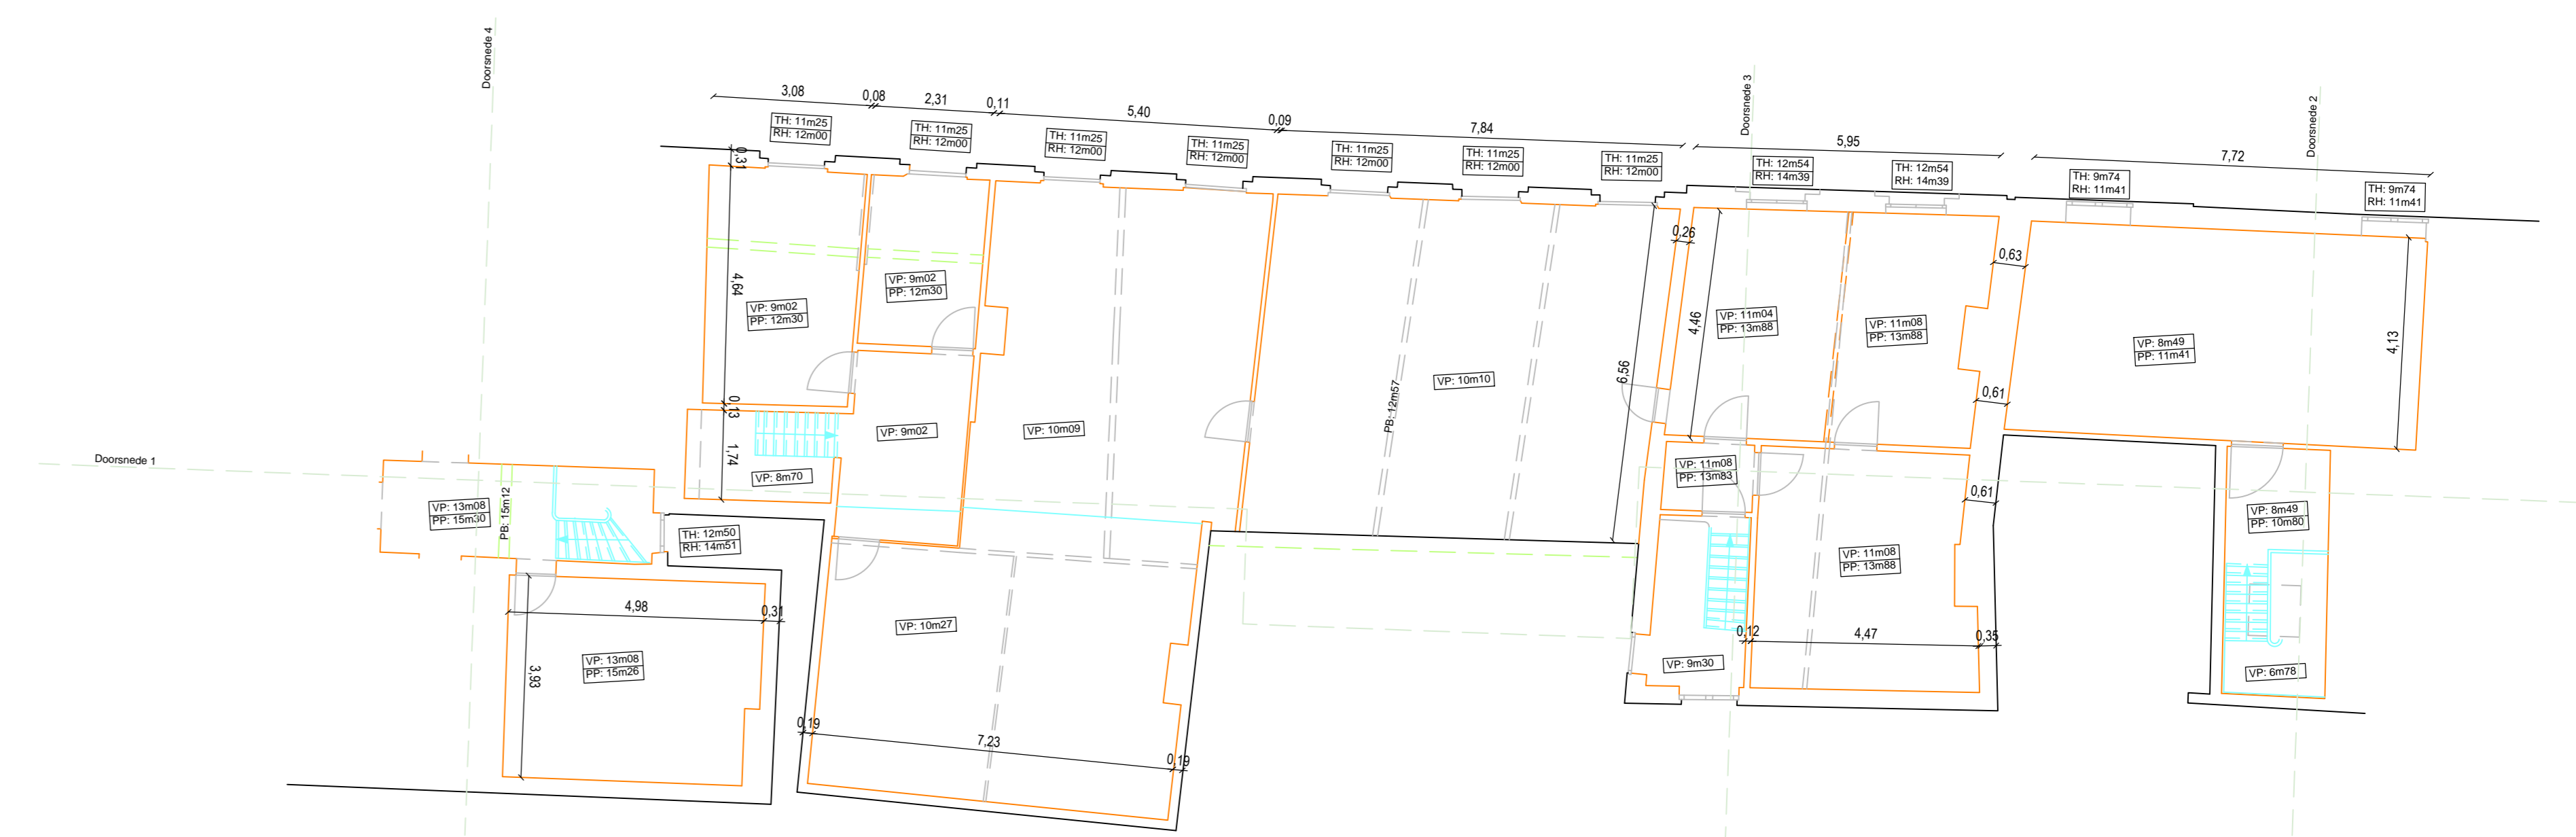 Doorsnede 4
Doorsnede 3
Doorsnede 2
3,08
0,08
2,31
0,11
5,40
0,09
7,84
5,95
7,72
TH: 11m25
RH: 12m00
TH: 11m25
RH: 12m00
TH: 11m25
RH: 12m00
TH: 11m25
RH: 12m00
TH: 11m25
RH: 12m00
TH: 11m25
RH: 12m00
TH: 11m25
RH: 12m00
TH: 12m54
RH: 14m39
TH: 12m54
RH: 14m39
TH: 9m74
RH: 11m41
TH: 9m74
RH: 11m41
0,31
4,64
0,13
1,74
VP: 9m02
PP: 12m30
VP: 9m02
PP: 12m30
VP: 9m02
VP: 8m70
VP: 10m09
PB: 12m57
VP: 10m10
6,56
0,26
4,46
VP: 11m04
PP: 13m88
VP: 11m08
PP: 13m88
0,63
0,61
VP: 8m49
PP: 11m41
4,13
Doorsnede 1
VP: 13m08
PP: 15m30
PB: 15m12
TH: 12m50
RH: 14m51
VP: 11m08
PP: 13m83
0,61
VP: 8m49
PP: 10m80
VP: 11m08
PP: 13m88
4,98
0,31
3,93
VP: 13m08
PP: 15m26
VP: 10m27
0,12
4,47
0,35
VP: 9m30
VP: 6m78
0,19
7,23
0,19